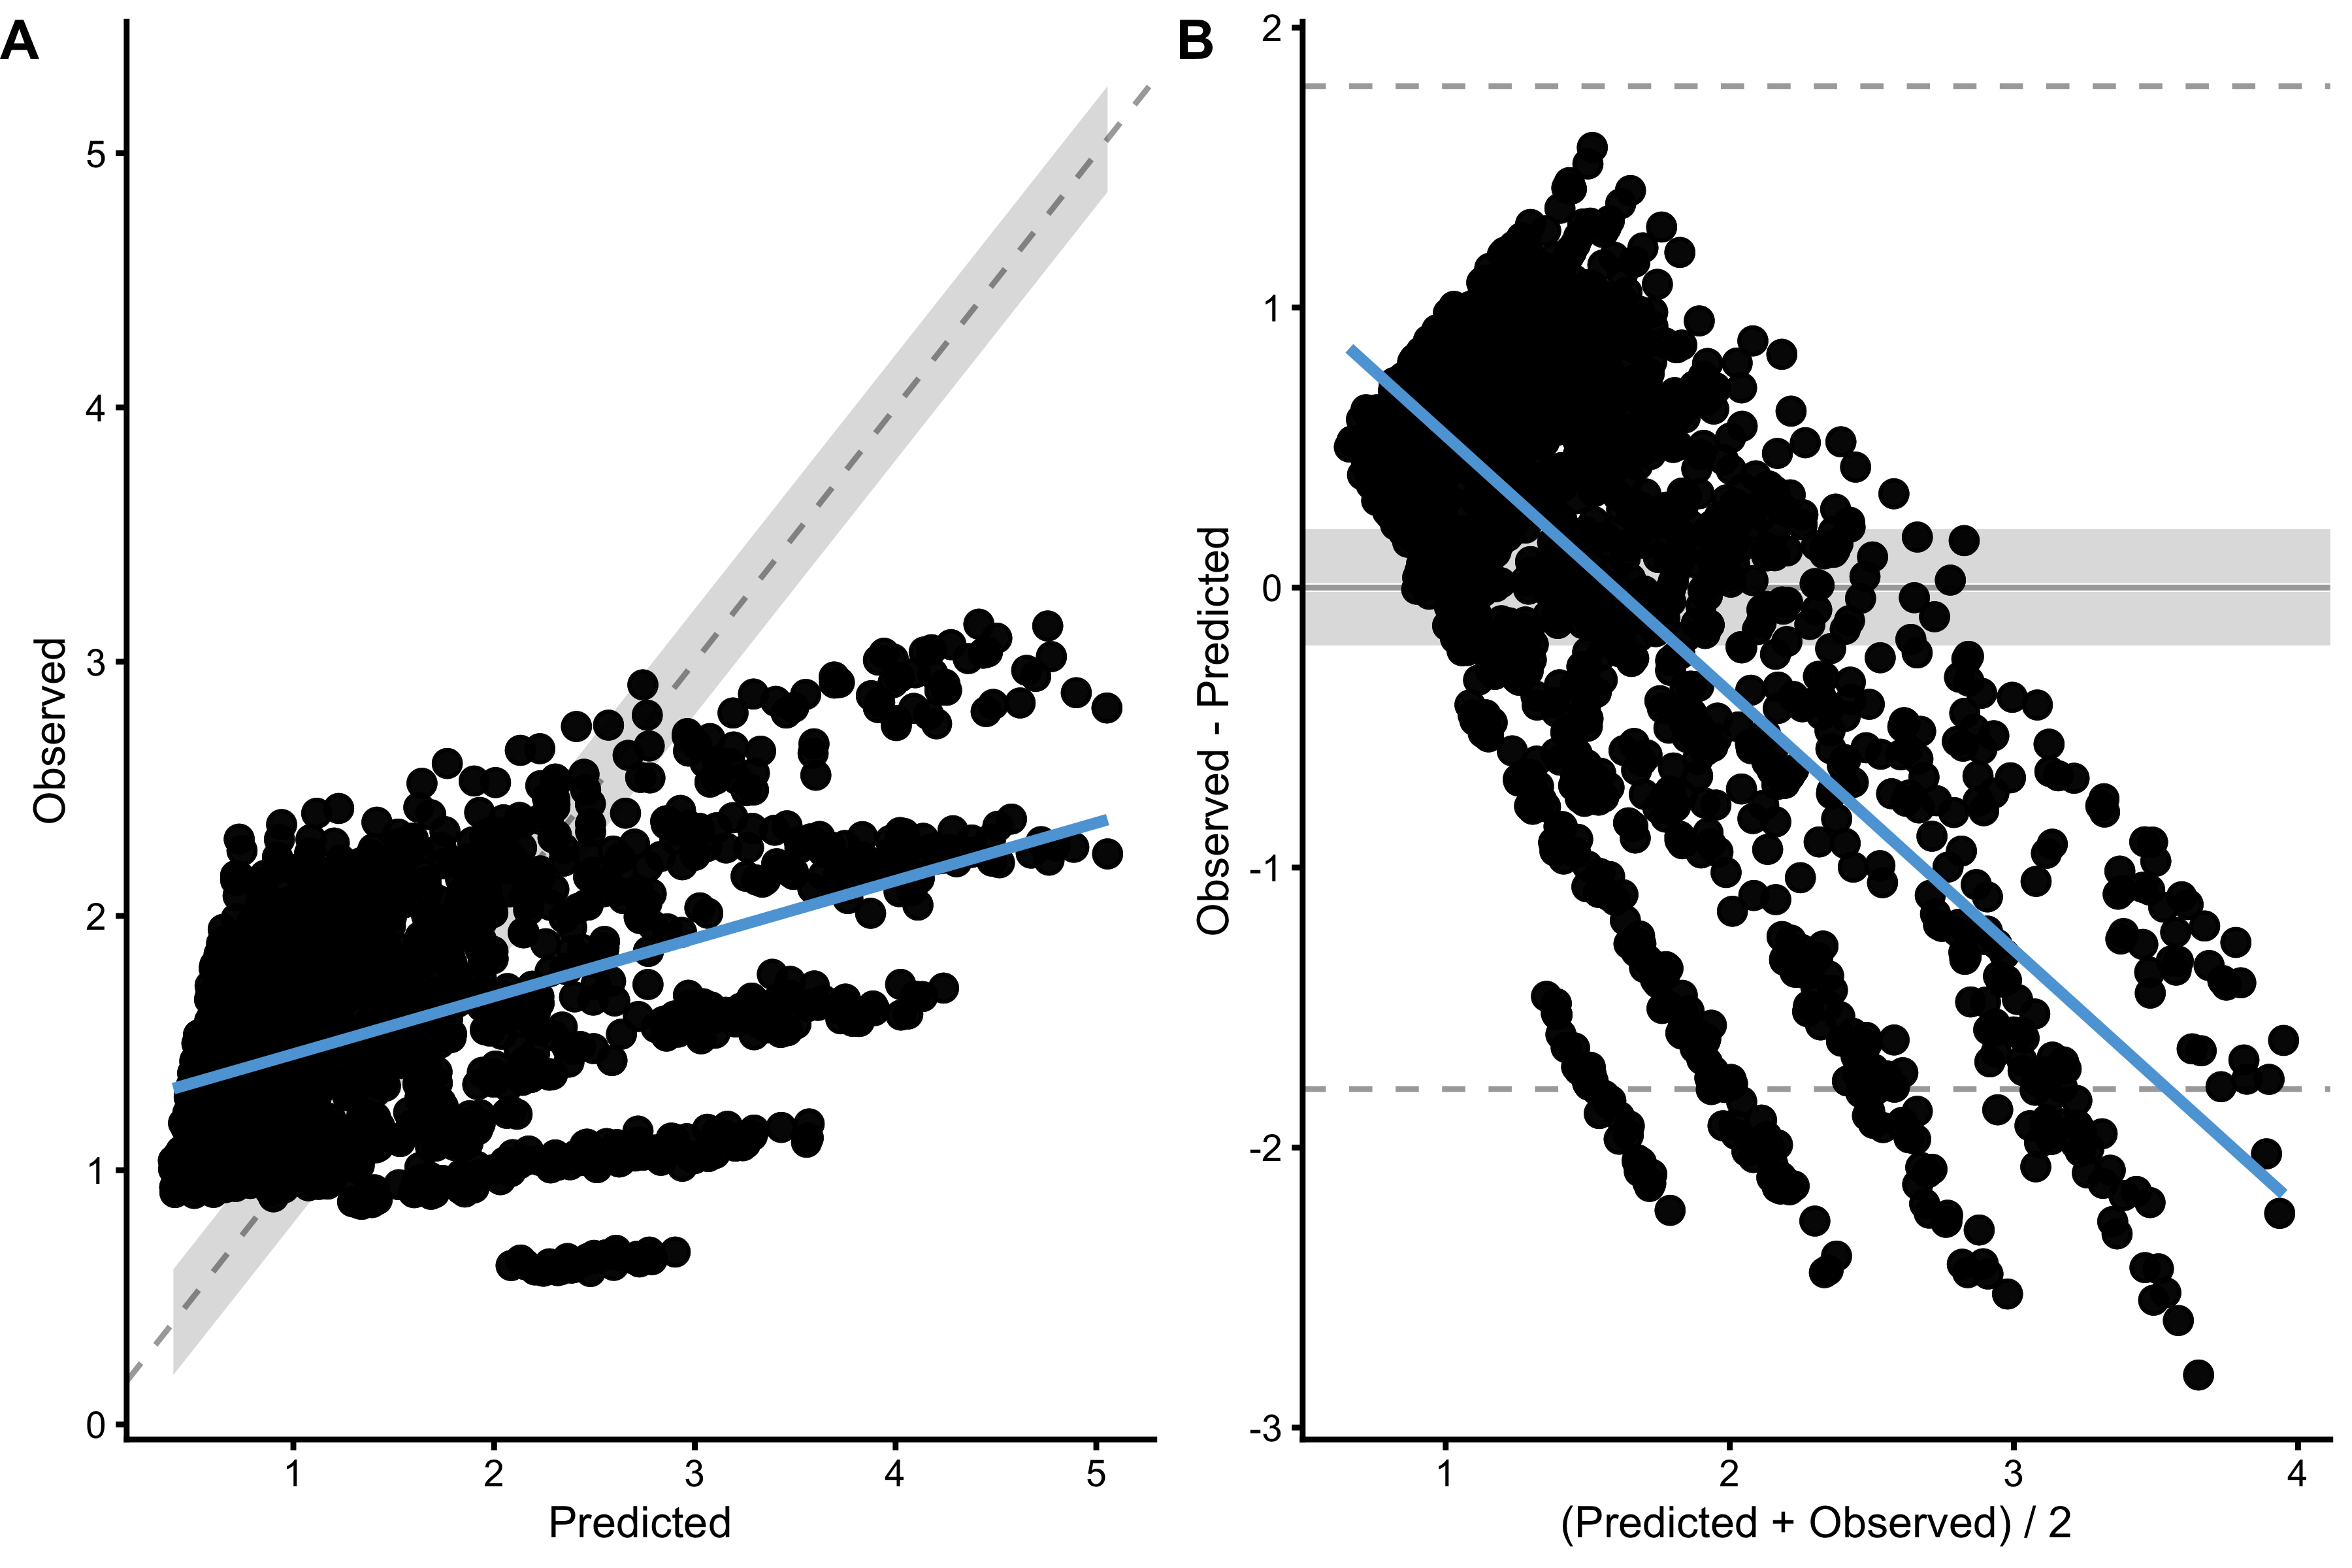 A
Observed
5
4
3
2
1
0
1 2 3 4 5
Predicted
B
Observed - Predicted
2
1
0
-1
-2
-3
1 2 3 4
(Predicted + Observed) / 2